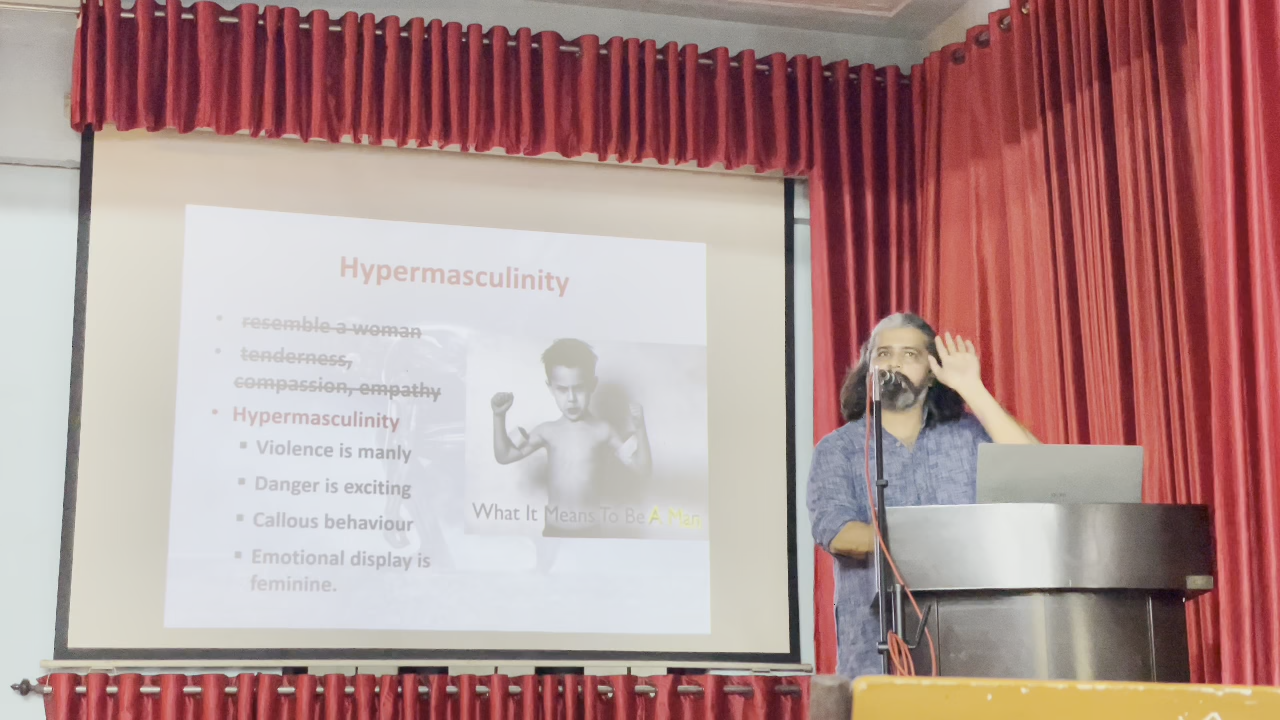 Hypermasculinity
resemble a woman
tenderness,
compassion, empathy
Hypermasculinity
Violence is manly
Danger is exciting
Callous behaviour
Emotional display is
feminine.
What It Means To Be A Man